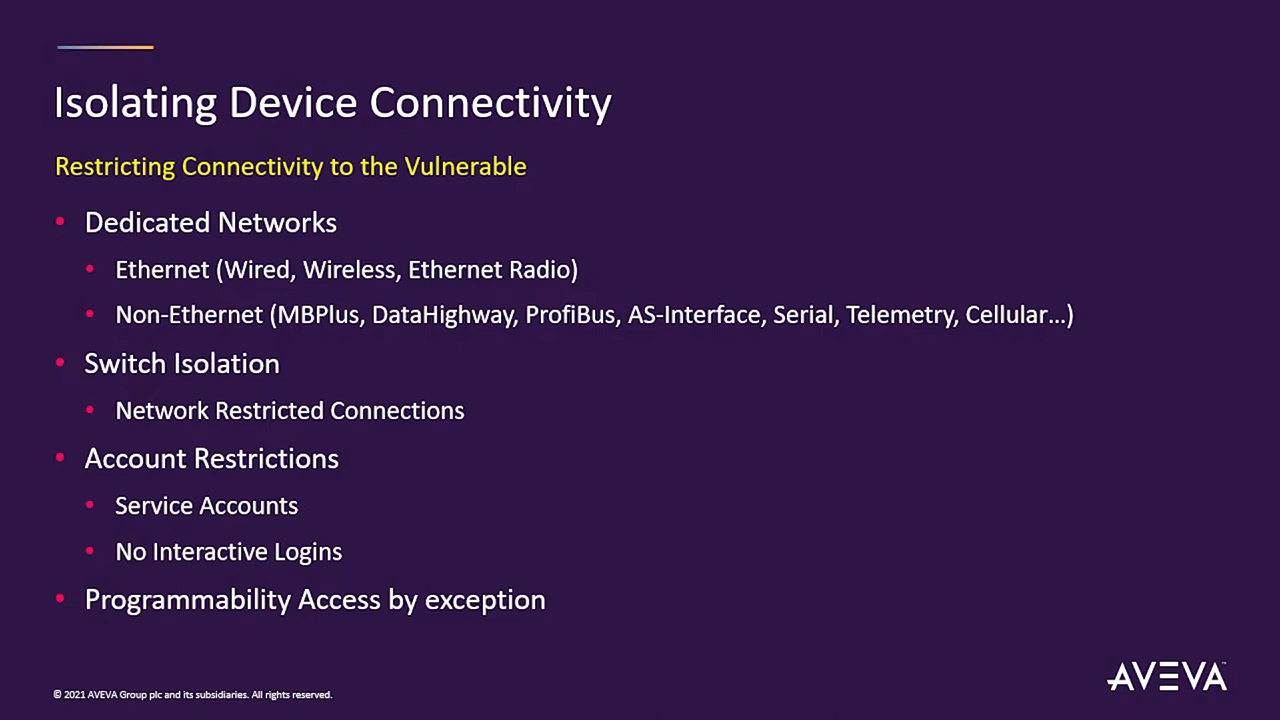 Isolating Device Connectivity
Restricting Connectivity to the Vulnerable
• Dedicated Networks
• Ethernet (Wired, Wireless, Ethernet Radio)
• Non-Ethernet (MBPlus, DataHighway, ProfiBus, AS-Interface, Serial, Telemetry, Cellular...)
• Switch Isolation
• Network Restricted Connections
• Account Restrictions
• Service Accounts
• No Interactive Logins
• Programmability Access by exception
© 2021 AVEVA Group plc and its subsidiaries. All rights reserved.
AVEVA™